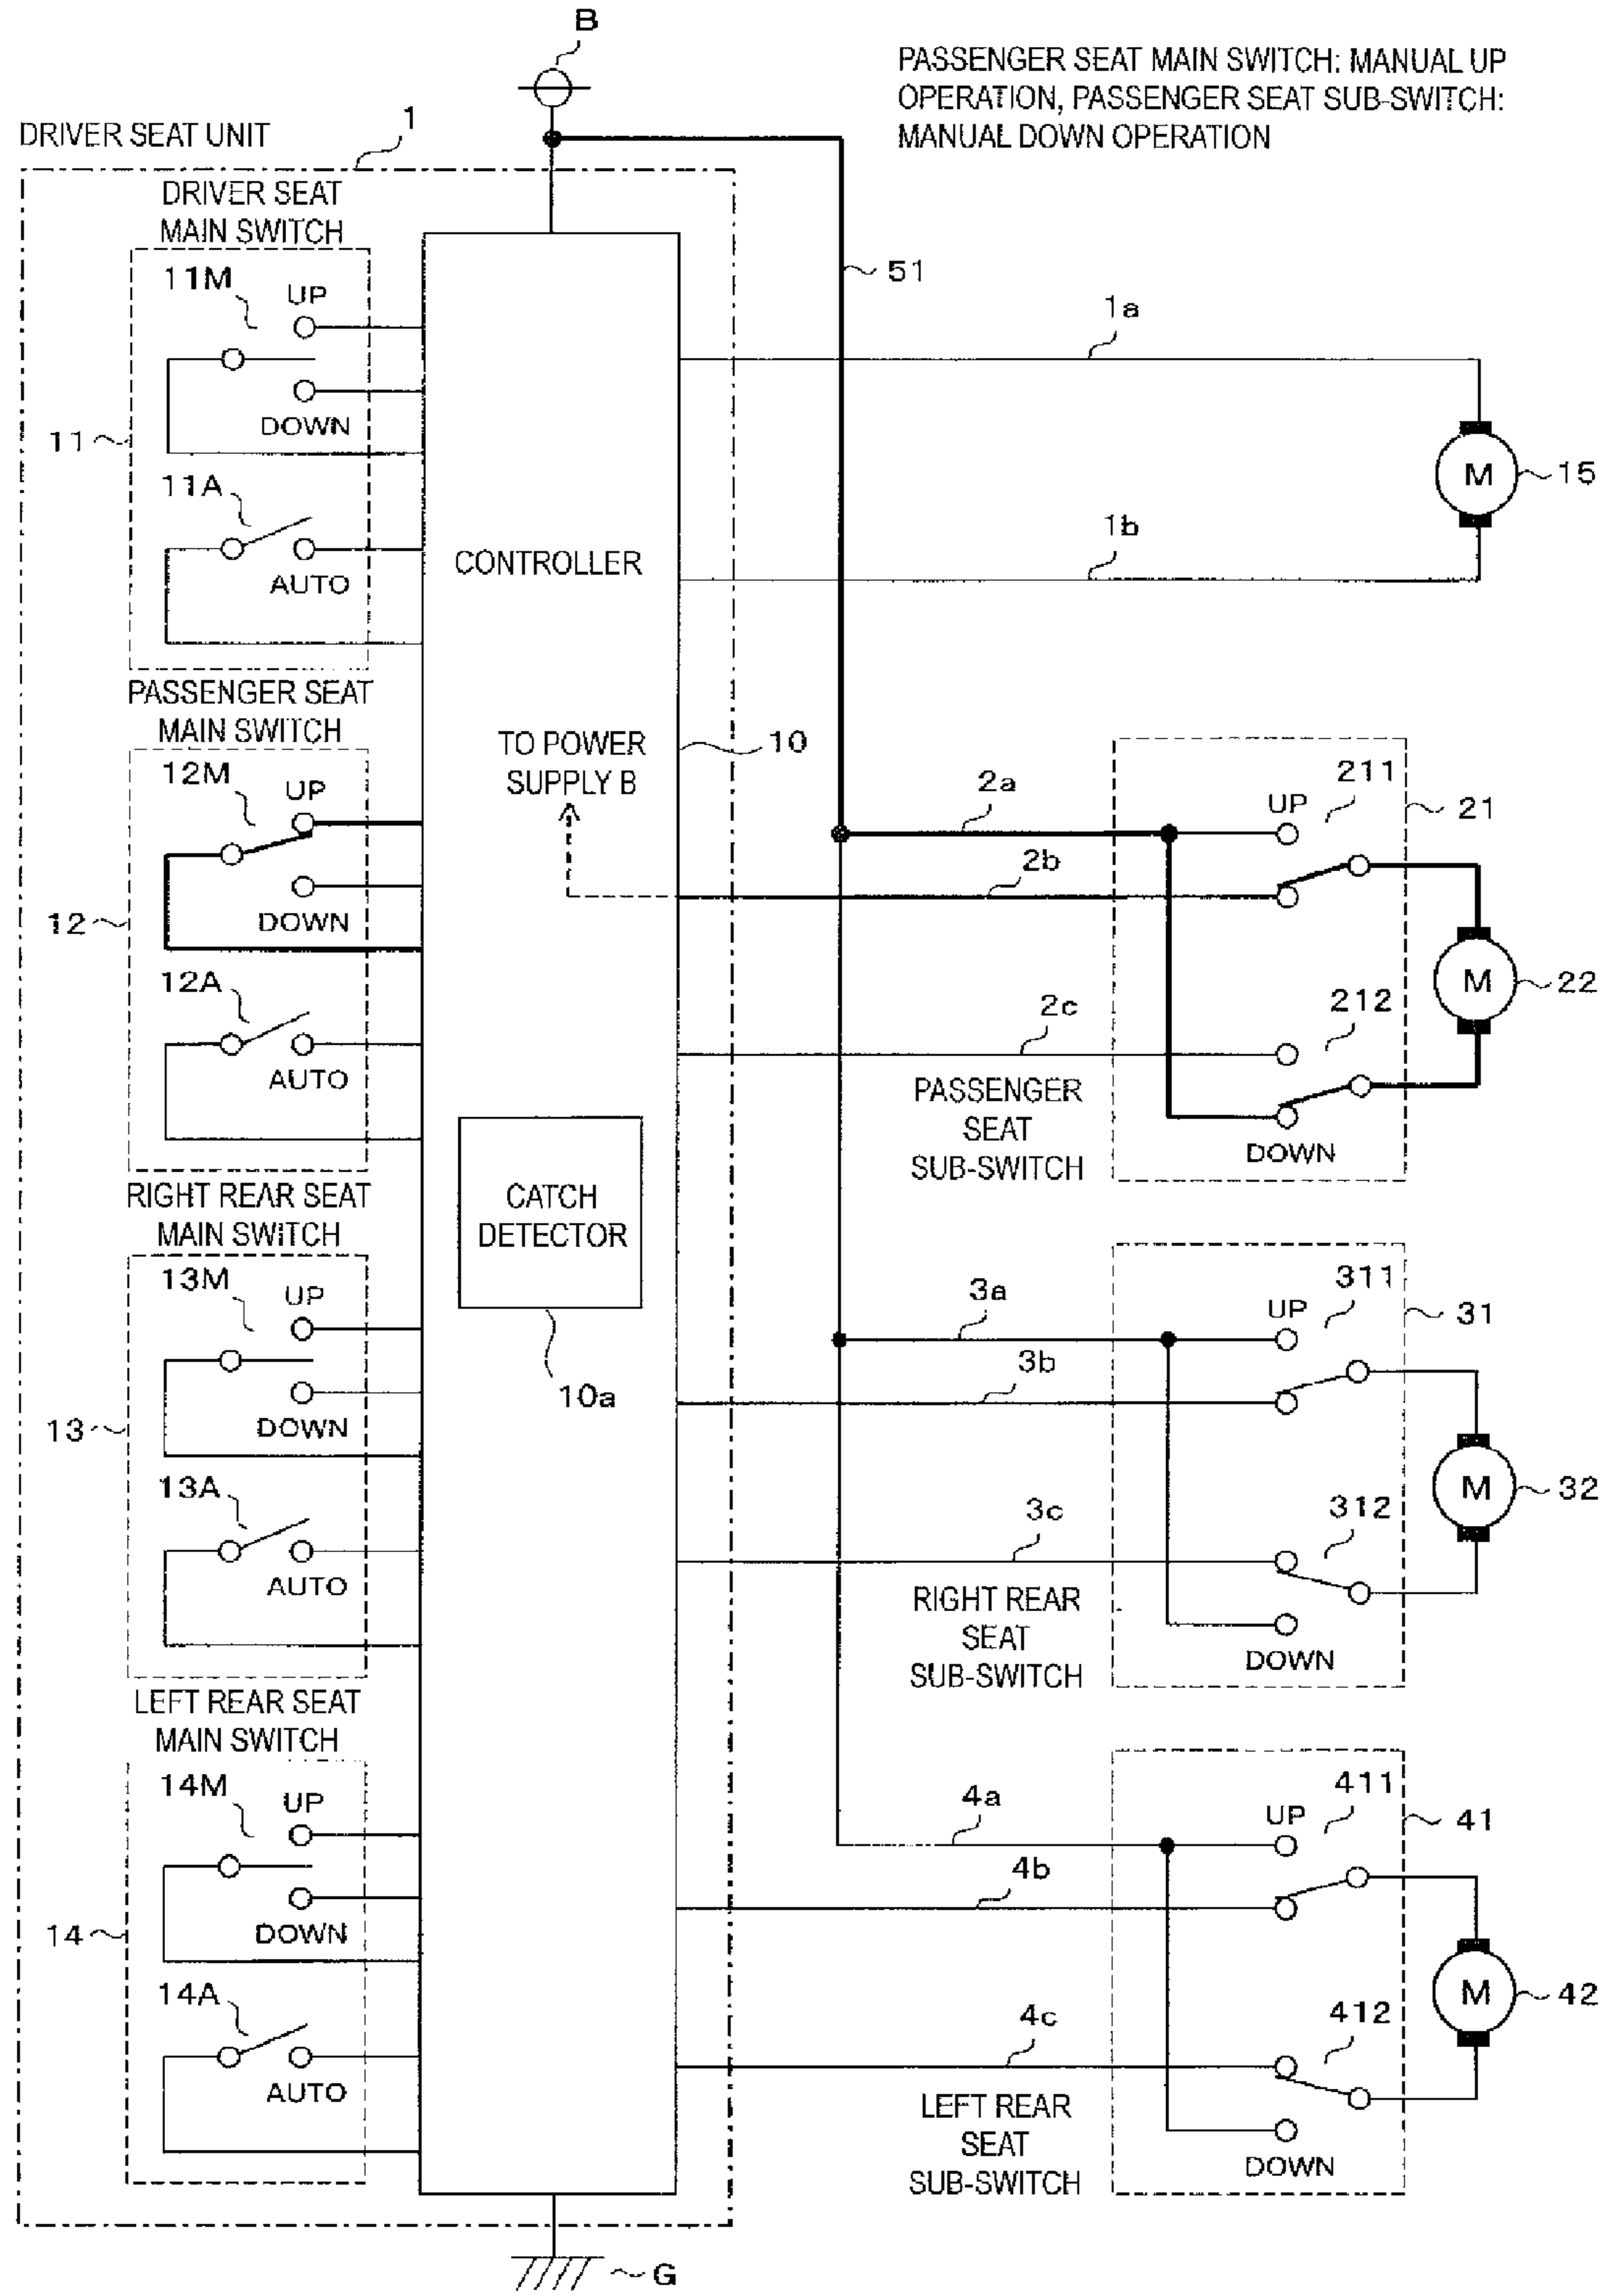 B
PASSENGER SEAT MAIN SWITCH: MANUAL UP
OPERATION, PASSENGER SEAT SUB-SWITCH:
MANUAL DOWN OPERATION
DRIVER SEAT UNIT
1
DRIVER SEAT
MAIN SWITCH
11M
UP
DOWN
11
11A
AUTO
CONTROLLER
51
1a
1b
M
15
PASSENGER SEAT
MAIN SWITCH
12M
UP
DOWN
12
12A
AUTO
TO POWER
SUPPLY B
10
2a
2b
2c
211
UP
21
212
DOWN
M
22
PASSENGER
SEAT
SUB-SWITCH
RIGHT REAR SEAT
MAIN SWITCH
13M
UP
DOWN
13
13A
AUTO
CATCH
DETECTOR
10a
3a
3b
3c
311
UP
31
312
DOWN
M
32
RIGHT REAR
SEAT
SUB-SWITCH
LEFT REAR SEAT
MAIN SWITCH
14M
UP
DOWN
14
14A
AUTO
4a
4b
4c
411
UP
41
412
DOWN
M
42
LEFT REAR
SEAT
SUB-SWITCH
G